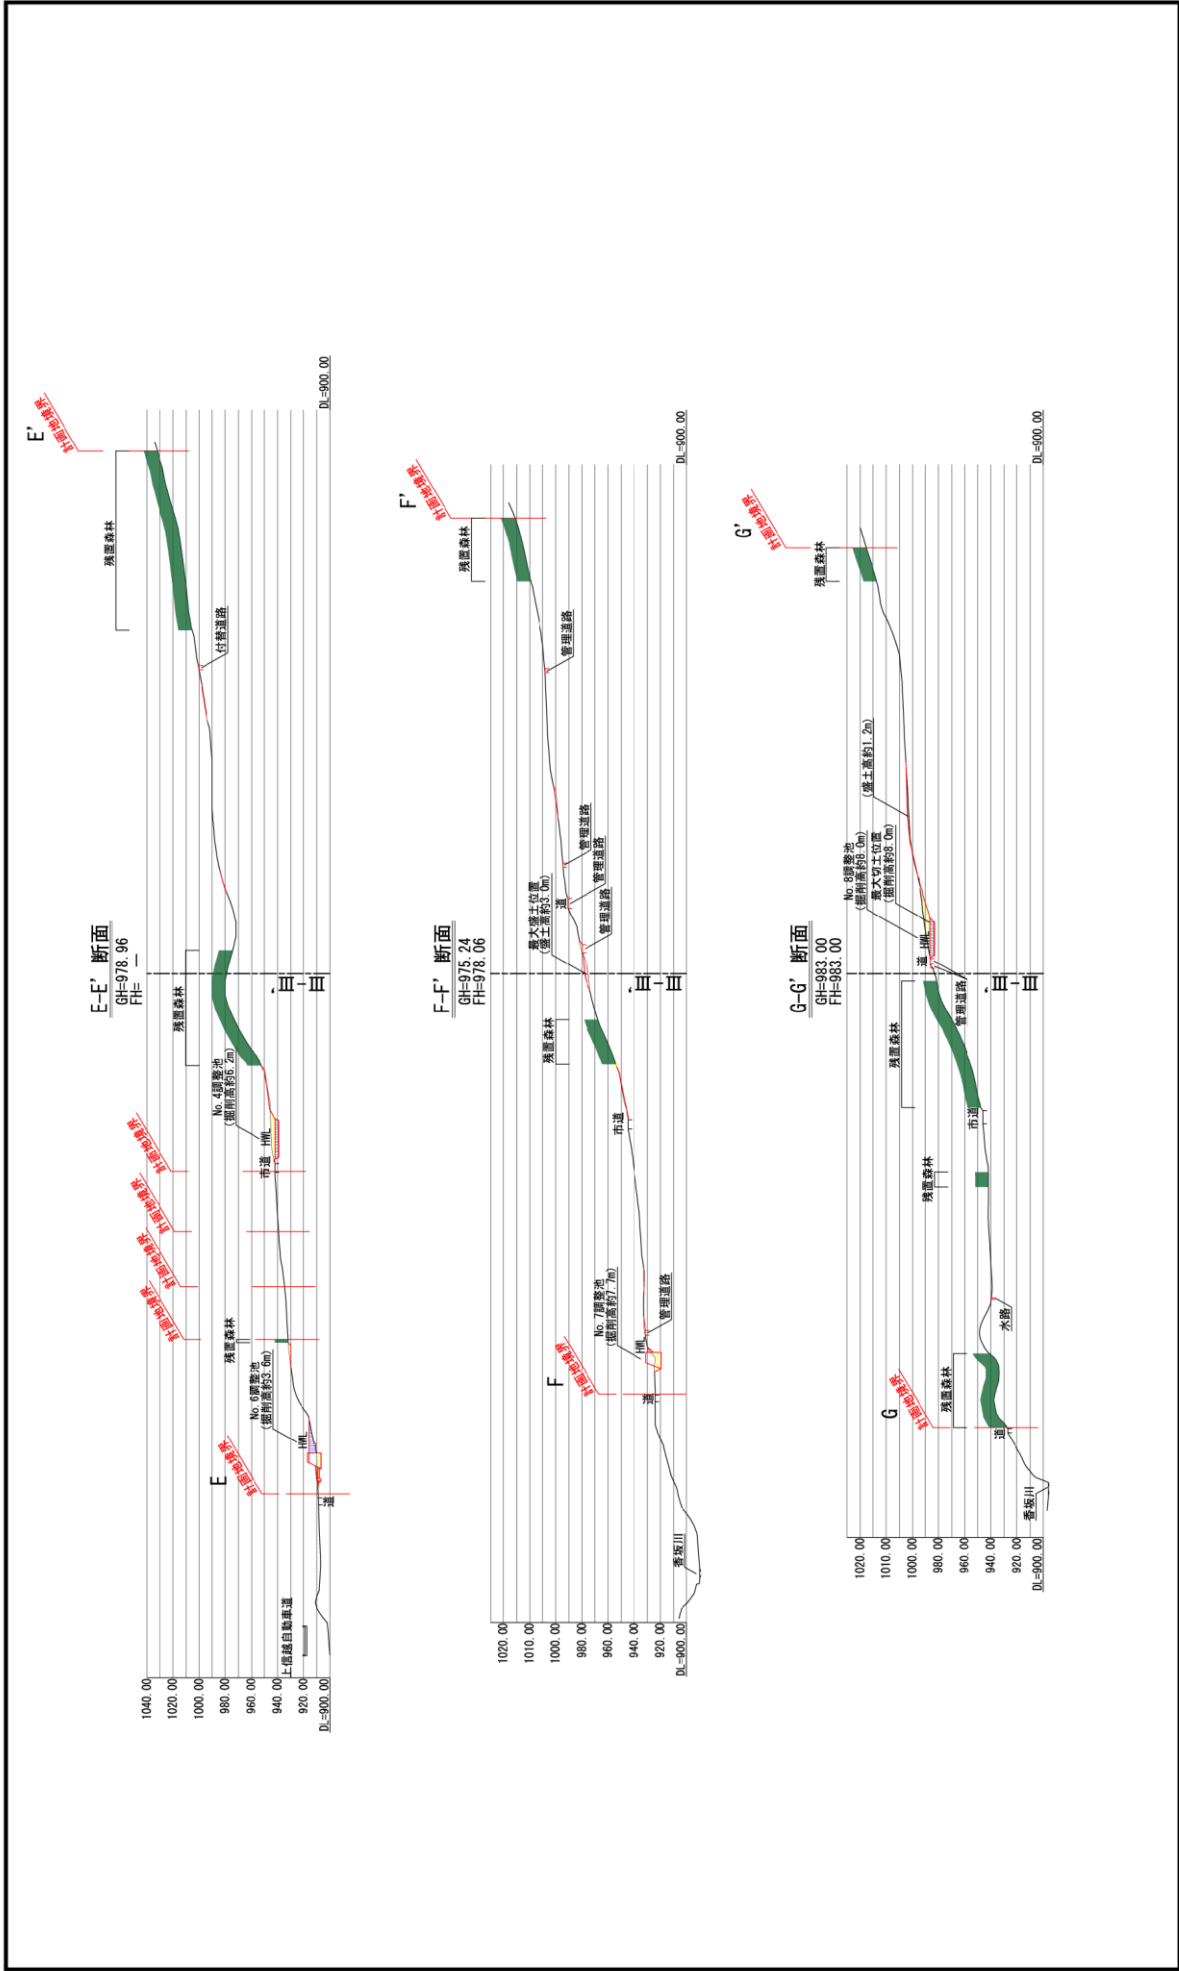 E-E' 断面
GH=978.96
FH= —
E
E'
計画地境界
計画地境界
計画地境界
計画地境界
計画地境界
計画地境界
残置森林
残置森林
残置森林
付替道路
No.4調整池
(掘削高約6.2m)
HWL
市道
No.6調整池
(掘削高約3.6m)
HWL
道
上信越自動車道
I-I'
1040.00
1020.00
1000.00
980.00
960.00
940.00
920.00
DL=900.00
DL=900.00
F-F' 断面
GH=975.24
FH=978.06
F
F'
計画地境界
計画地境界
残置森林
残置森林
管理道路
管理道路
管理道路
管理道路
道
最大盛土位置
(盛土高約3.0m)
市道
No.7調整池
(掘削高約7.7m)
HWL
管理道路
道
香坂川
I-I'
1020.00
1000.00
980.00
960.00
940.00
920.00
DL=900.00
DL=900.00
G-G' 断面
GH=983.00
FH=983.00
G
G'
計画地境界
計画地境界
残置森林
残置森林
残置森林
残置森林
(盛土高約1.2m)
No.8調整池
(掘削高約8.0m)
最大切土位置
(掘削高約8.0m)
HWL
道
管理道路
市道
水路
道
香坂川
I-I'
1020.00
1010.00
1000.00
980.00
960.00
940.00
920.00
DL=900.00
DL=900.00